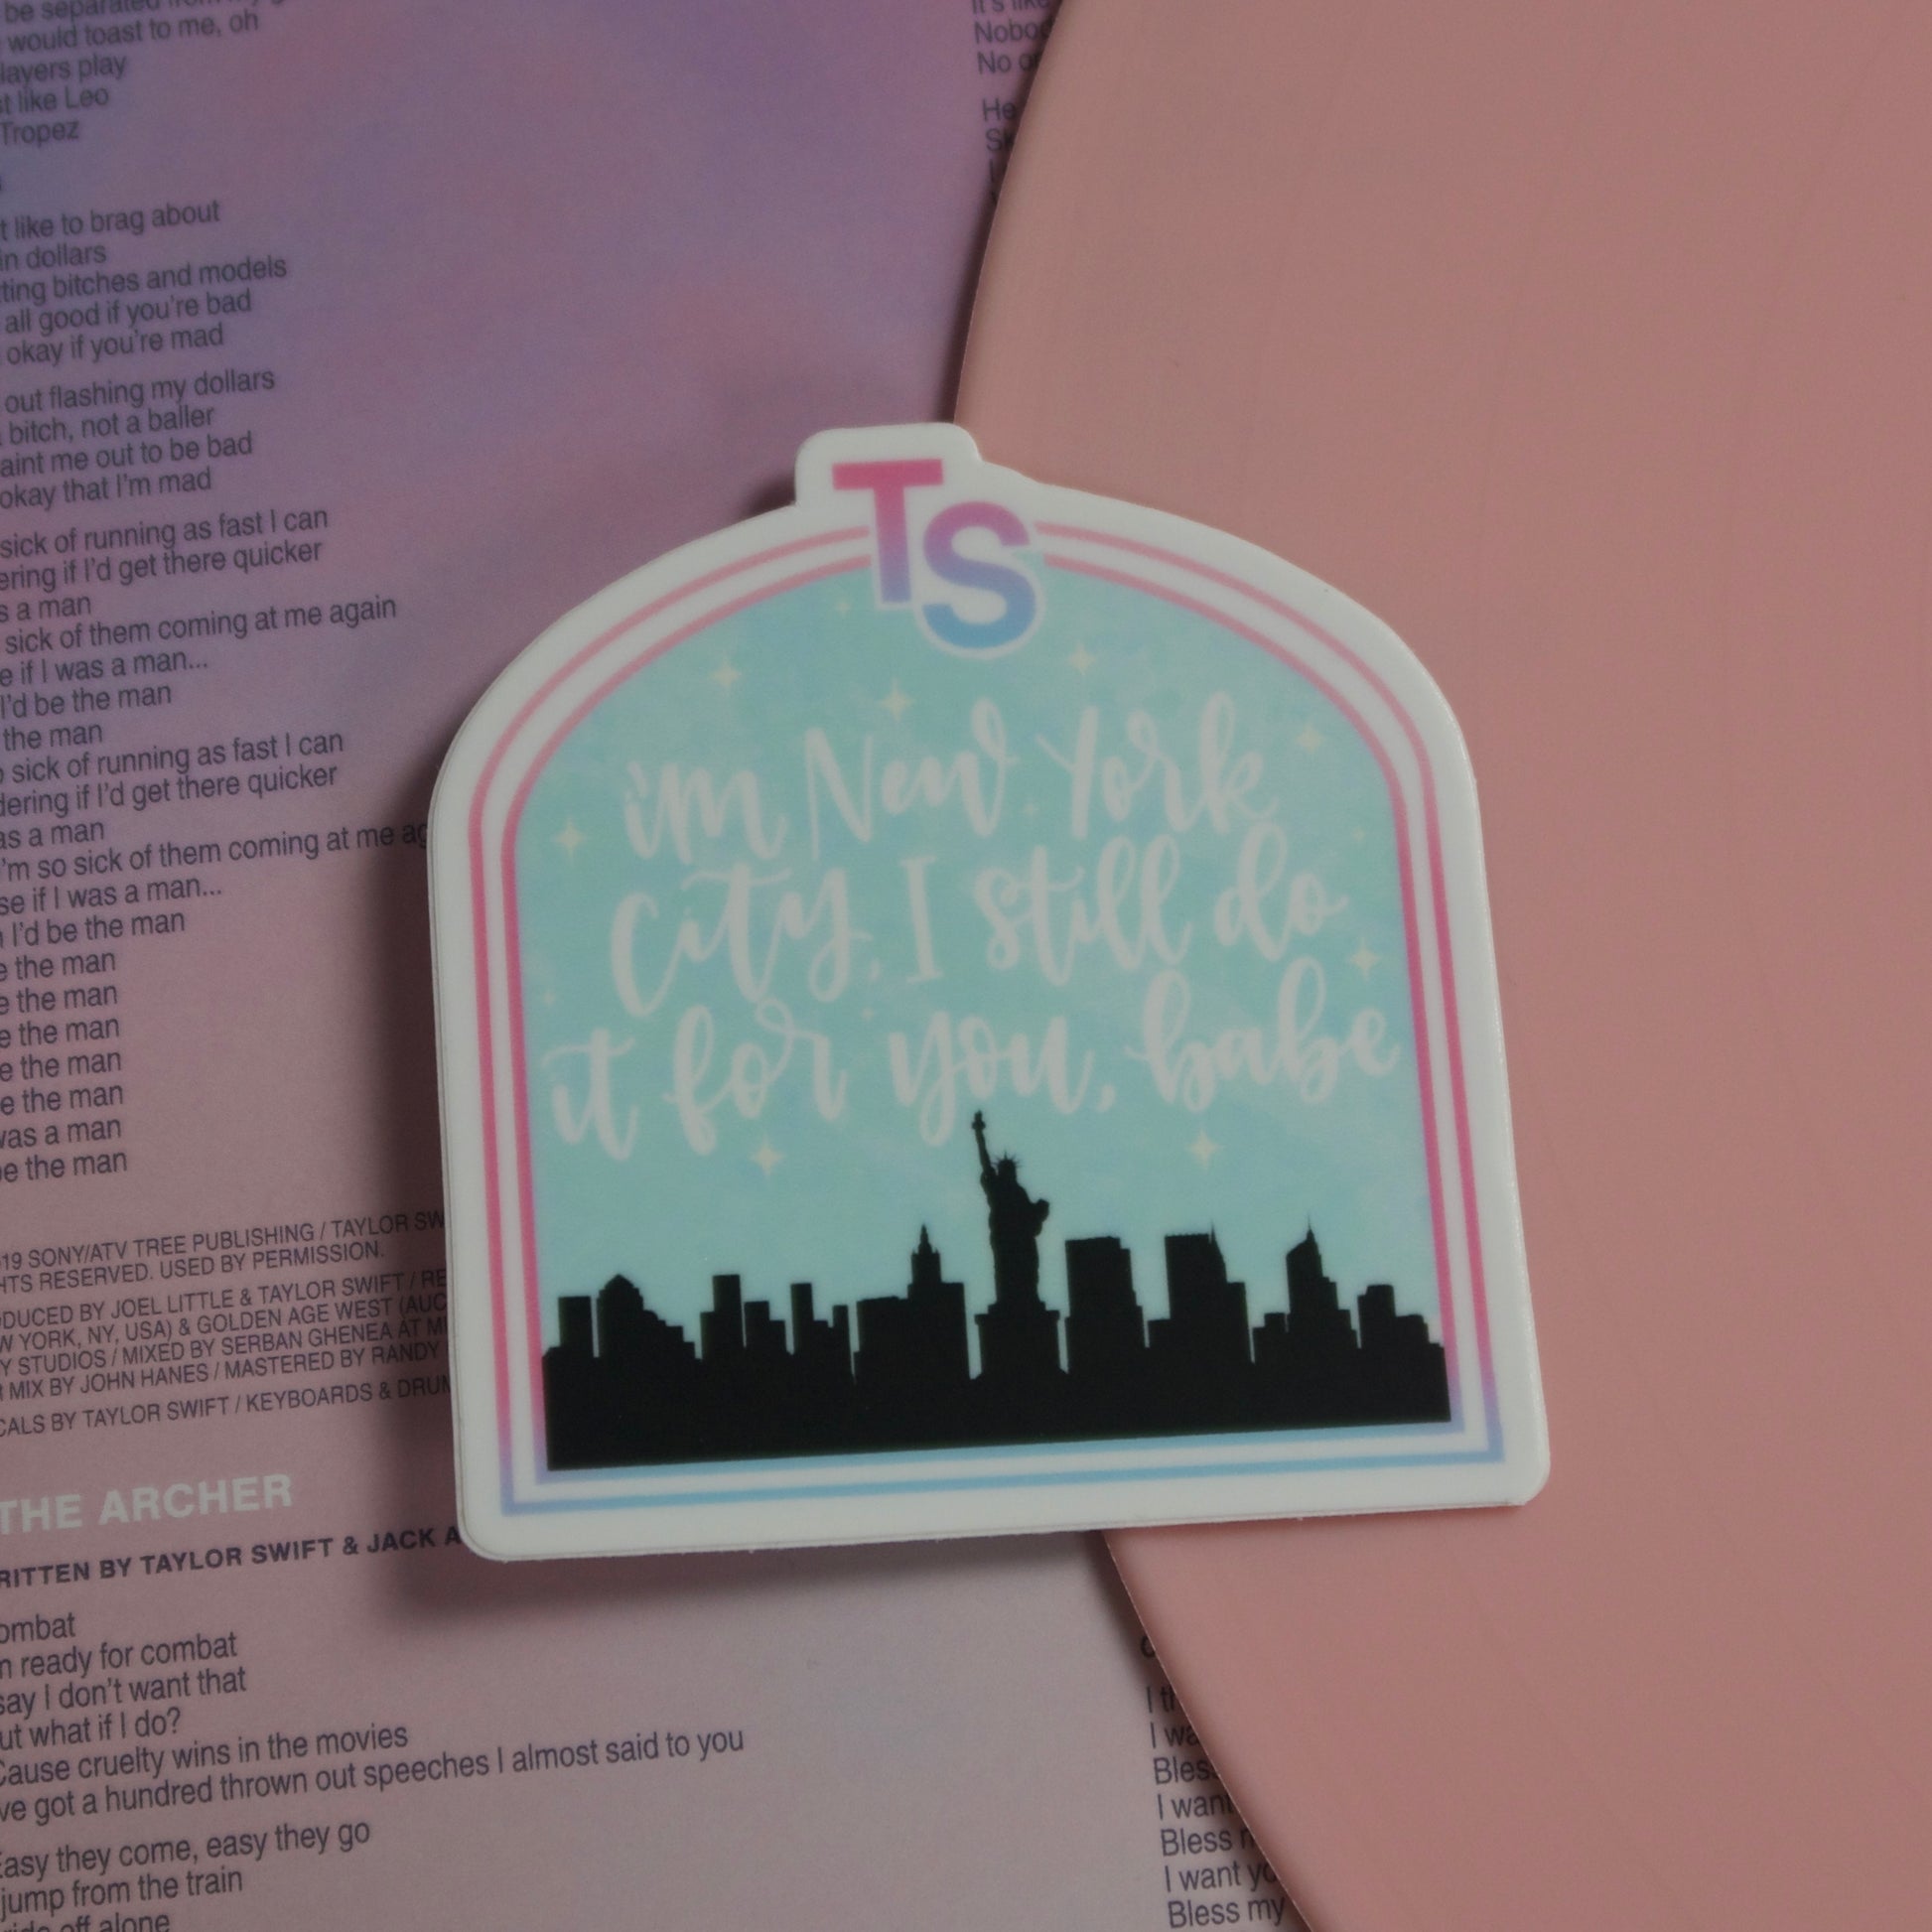 be separated
would toast to me, oh
layers play
like Leo
Tropez
like to brag about
in dollars
bitches and models
all good if you're bad
okay if you're mad
out flashing my dollars
bitch, not a baller
aint me out to be bad
okay that I'm mad
sick of running as fast I can
ering if I'd get there quicker
s a man
sick of them coming at me again
e if I was a man...
I'd be the man
the man
sick of running as fast I can
dering if I'd get there quicker
as a man
'm so sick of them coming at me ag
se if I was a man...
I'd be the man
e the man
e the man
e the man
e the man
e the man
was a man
be the man
19 SONY/ATV TREE PUBLISHING / TAYLOR SW
HTS RESERVED. USED BY PERMISSION.
DUCED BY JOEL LITTLE & TAYLOR SWIFT / RE
W YORK, NY, USA) & GOLDEN AGE WEST (AUC
Y STUDIOS / MIXED BY SERBAN GHENEA AT MI
MIX BY JOHN HANES / MASTERED BY RANDY
CALS BY TAYLOR SWIFT / KEYBOARDS & DRUM
THE ARCHER
RITTEN BY TAYLOR SWIFT & JACK A
ombat
ready for combat
say I don't want that
ut what if I do?
Cause cruelty wins in the movies
ve got a hundred thrown out speeches I almost said to you
Easy they come, easy they go
jump from the train
ride off alone
It's like
Nobo
No
He
TS
i'm New York
City, I still do
it for you, babe
I th
I wa
Bles
I want
Bless
I want yo
Bless my